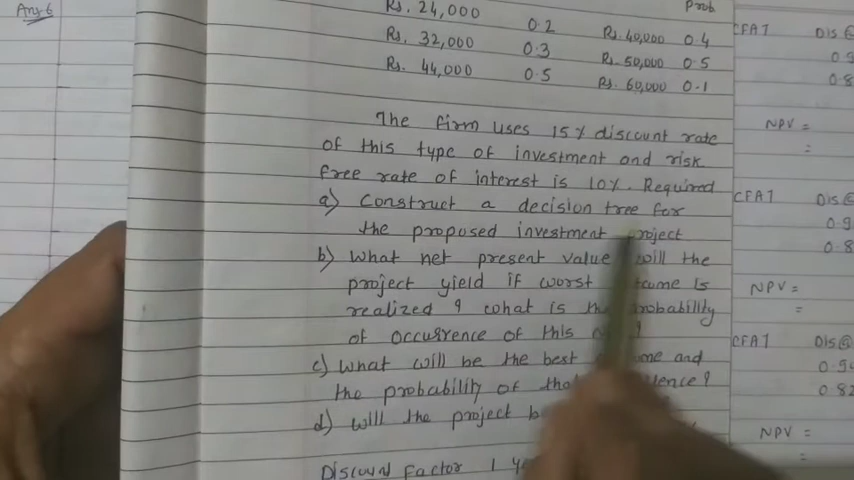 Ans-6
Prob
Rs. 24,000 0.2 Rs. 40,000 0.4
Rs. 32,000 0.3 Rs. 50,000 0.5
Rs. 44,000 0.5 Rs. 60,000 0.1
The firm uses 15% discount rate
of this type of investment and risk
free rate of interest is 10%. Required
a) Construct a decision tree for
the proposed investment project
b) What net present value will the
project yield if worst is
realized ? what is the probability
of occurrence of this
c) What will be the best and
the probability of that
d) will the project
Discount Factor 1
CFAT Dis@
NPV =
=
CFAT Dis@
NPV =
=
CFAT Dis@
NPV =
=